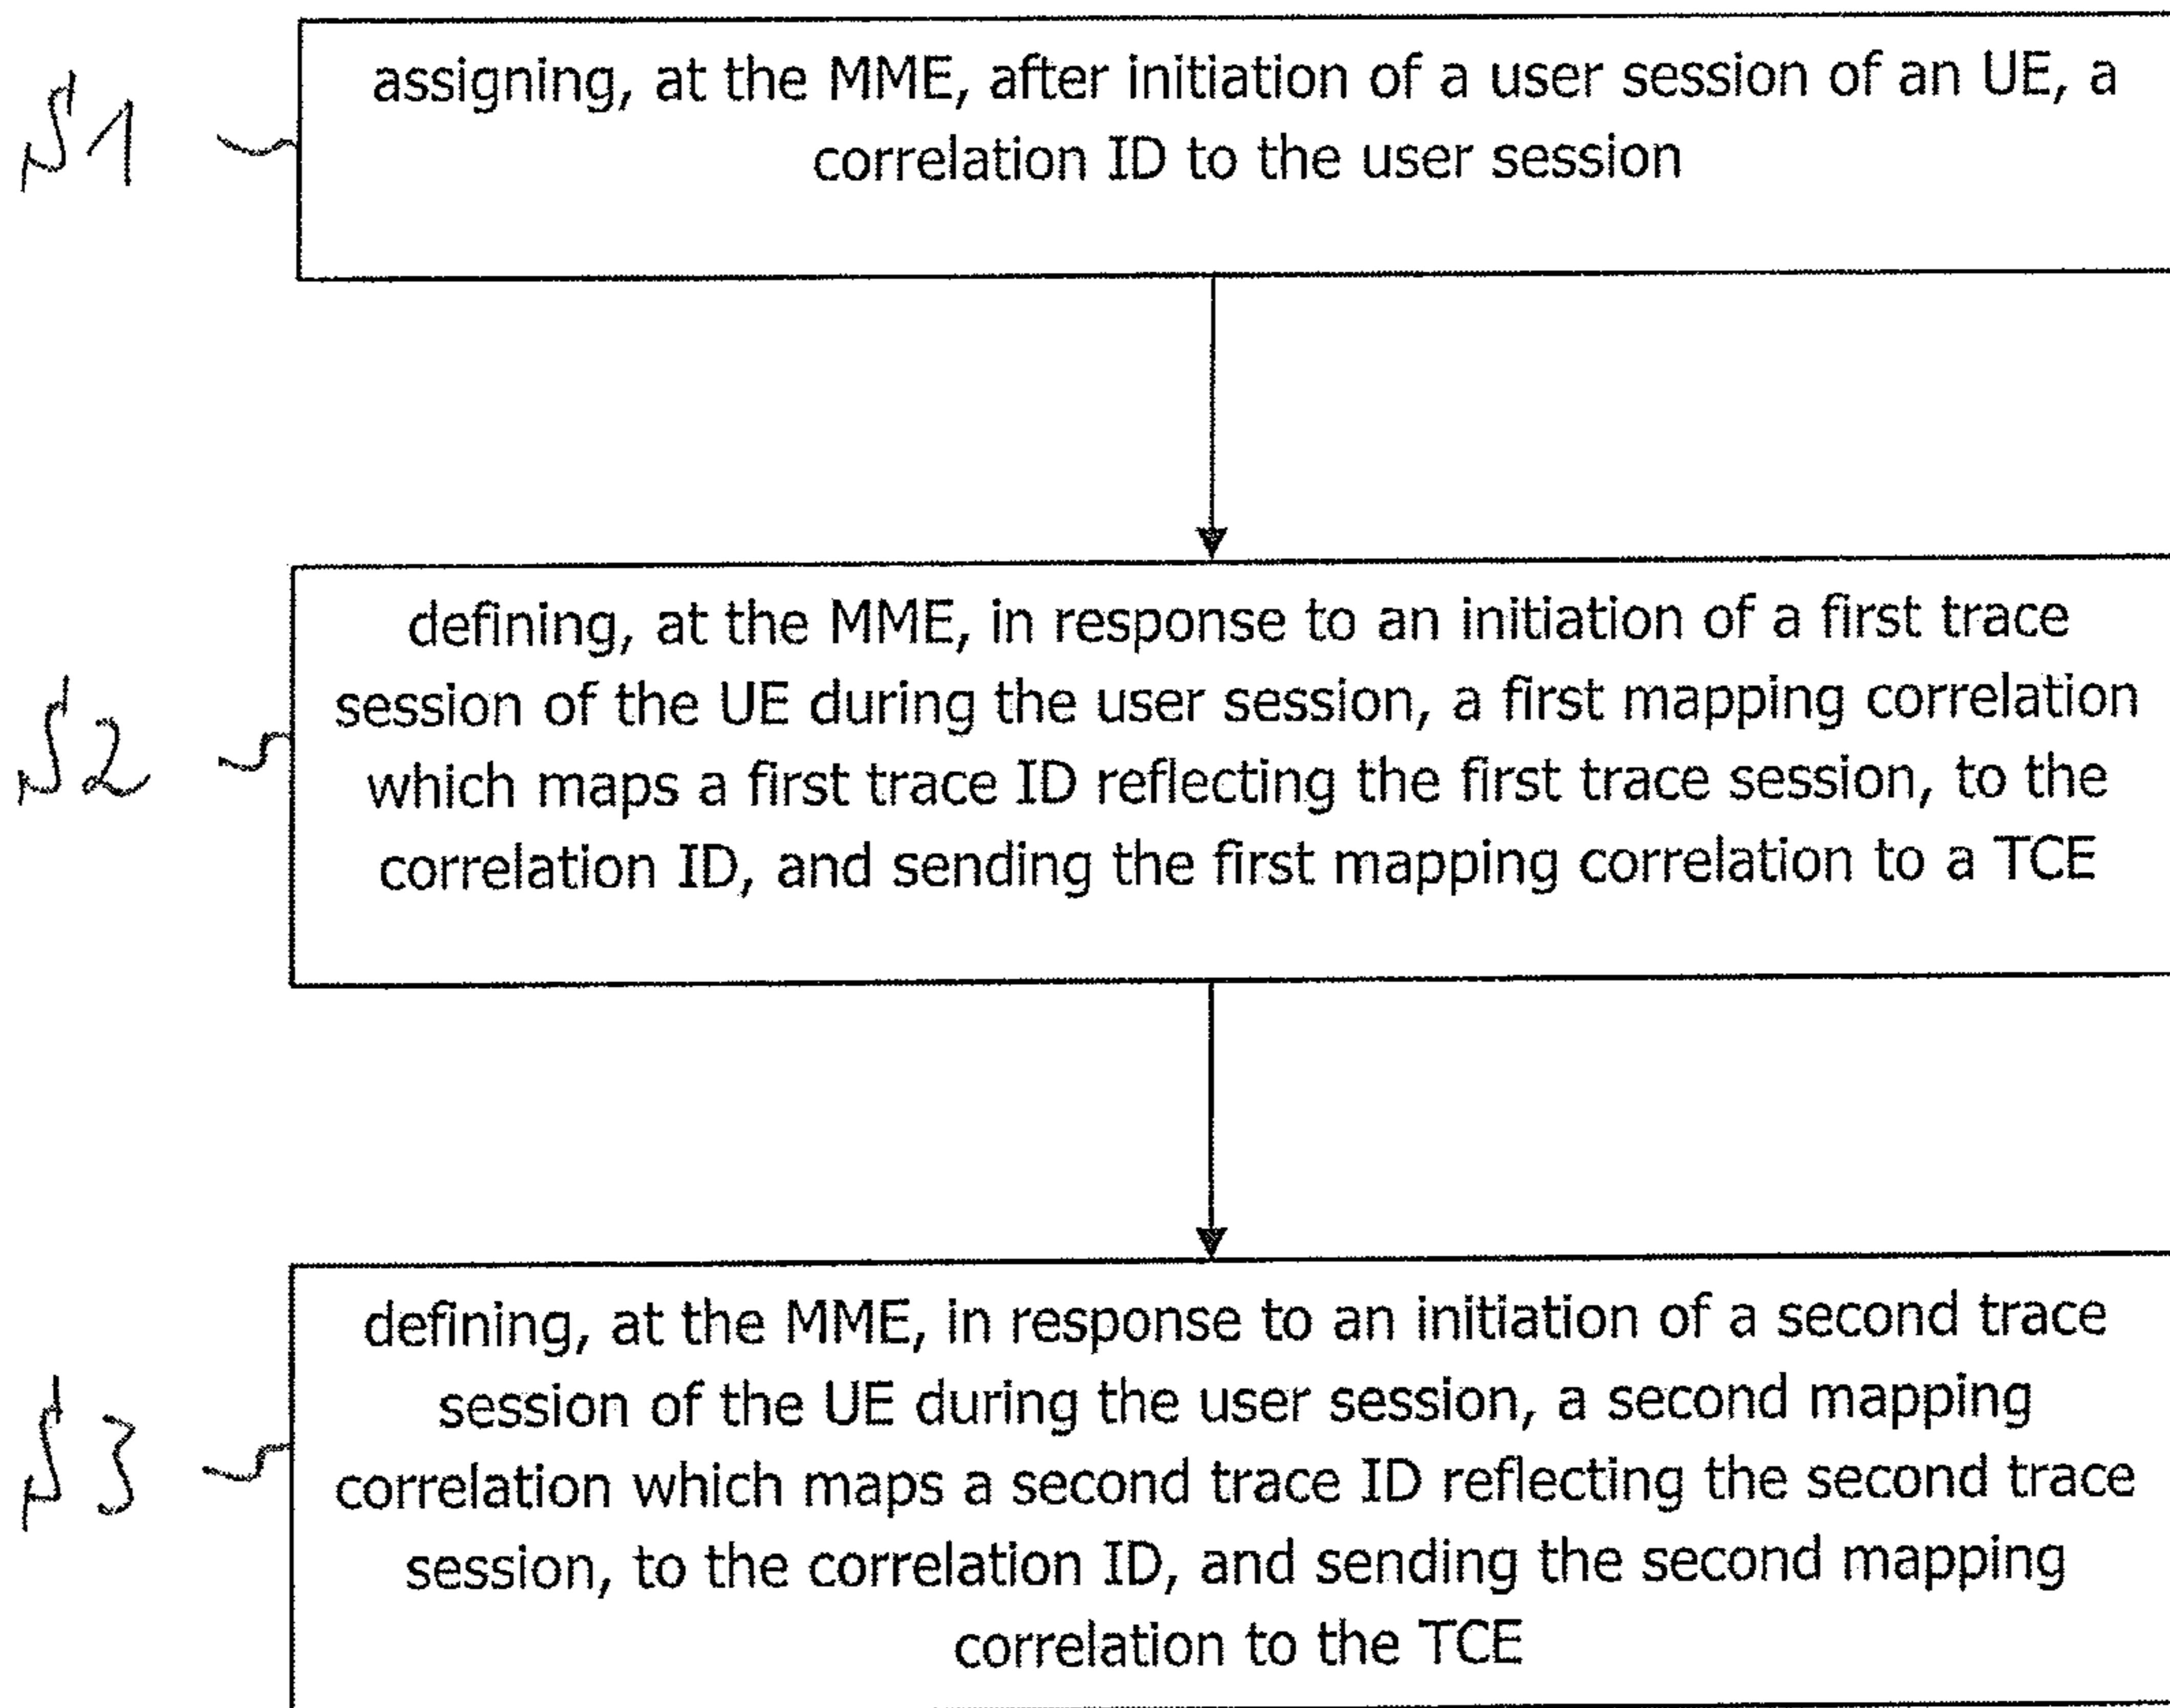 S1
assigning, at the MME, after initiation of a user session of an UE, a
correlation ID to the user session
S2
defining, at the MME, in response to an initiation of a first trace
session of the UE during the user session, a first mapping correlation
which maps a first trace ID reflecting the first trace session, to the
correlation ID, and sending the first mapping correlation to a TCE
S3
defining, at the MME, in response to an initiation of a second trace
session of the UE during the user session, a second mapping
correlation which maps a second trace ID reflecting the second trace
session, to the correlation ID, and sending the second mapping
correlation to the TCE